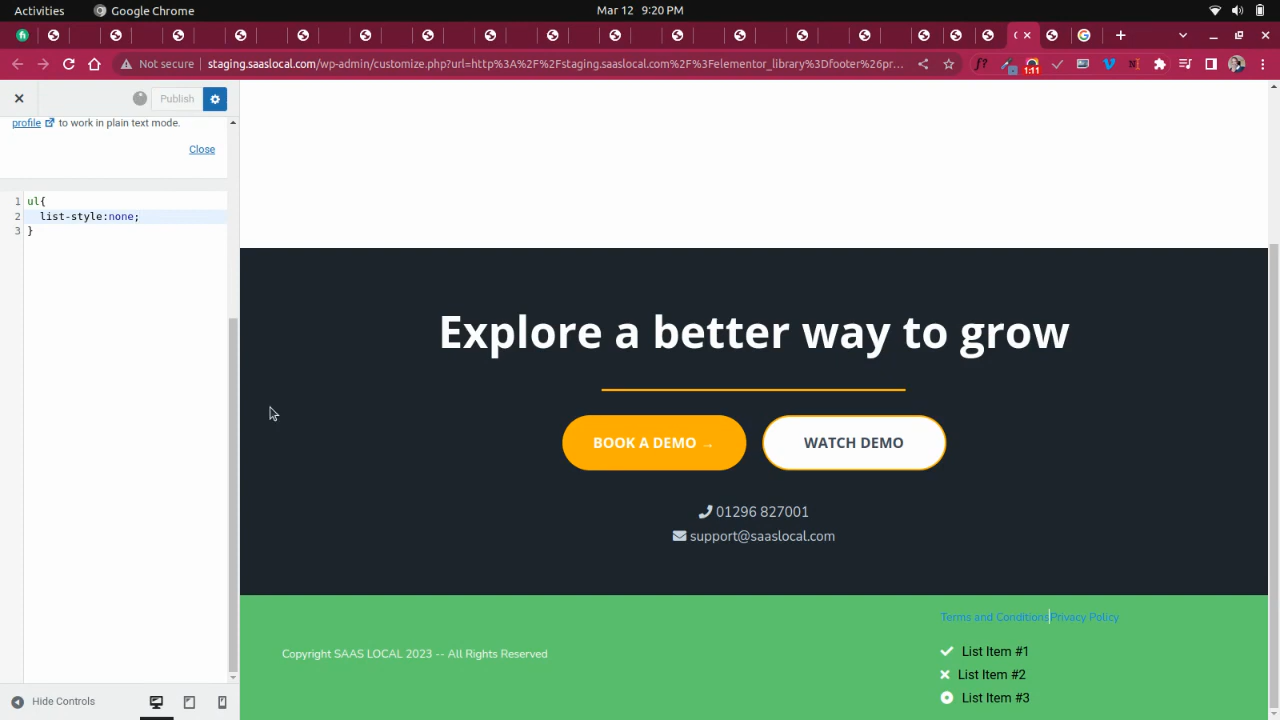 Activities Google Chrome Mar 12 9:20 PM
Not secure staging.saaslocal.com/wp-admin/customize.php?url=http%3A%2F%2Fstaging.saaslocal.com%2F%3Felementor_library%3Dfooter%26pr... 1:11
Publish
profile to work in plain text mode.
Close
1 ul{
2 list-style:none;
3 }
Explore a better way to grow
BOOK A DEMO → WATCH DEMO
01296 827001
support@saaslocal.com
Terms and Conditions Privacy Policy
Copyright SAAS LOCAL 2023 -- All Rights Reserved
List Item #1
List Item #2
List Item #3
Hide Controls